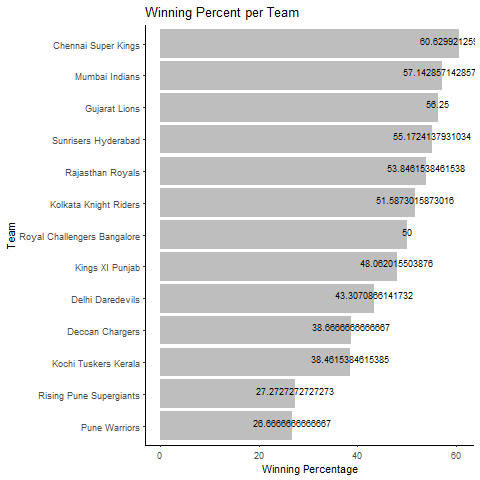 Winning Percent per Team
Chennai Super Kings 60.629921259
Mumbai Indians 57.142857142857
Gujarat Lions 56.25
Sunrisers Hyderabad 55.1724137931034
Rajasthan Royals 53.8461538461538
Kolkata Knight Riders 51.5873015873016
Royal Challengers Bangalore 50
Kings XI Punjab 48.062015503876
Delhi Daredevils 43.3070866141732
Deccan Chargers 38.6666666666667
Kochi Tuskers Kerala 38.4615384615385
Rising Pune Supergiants 27.2727272727273
Pune Warriors 26.6666666666667
Team
0 20 40 60
Winning Percentage